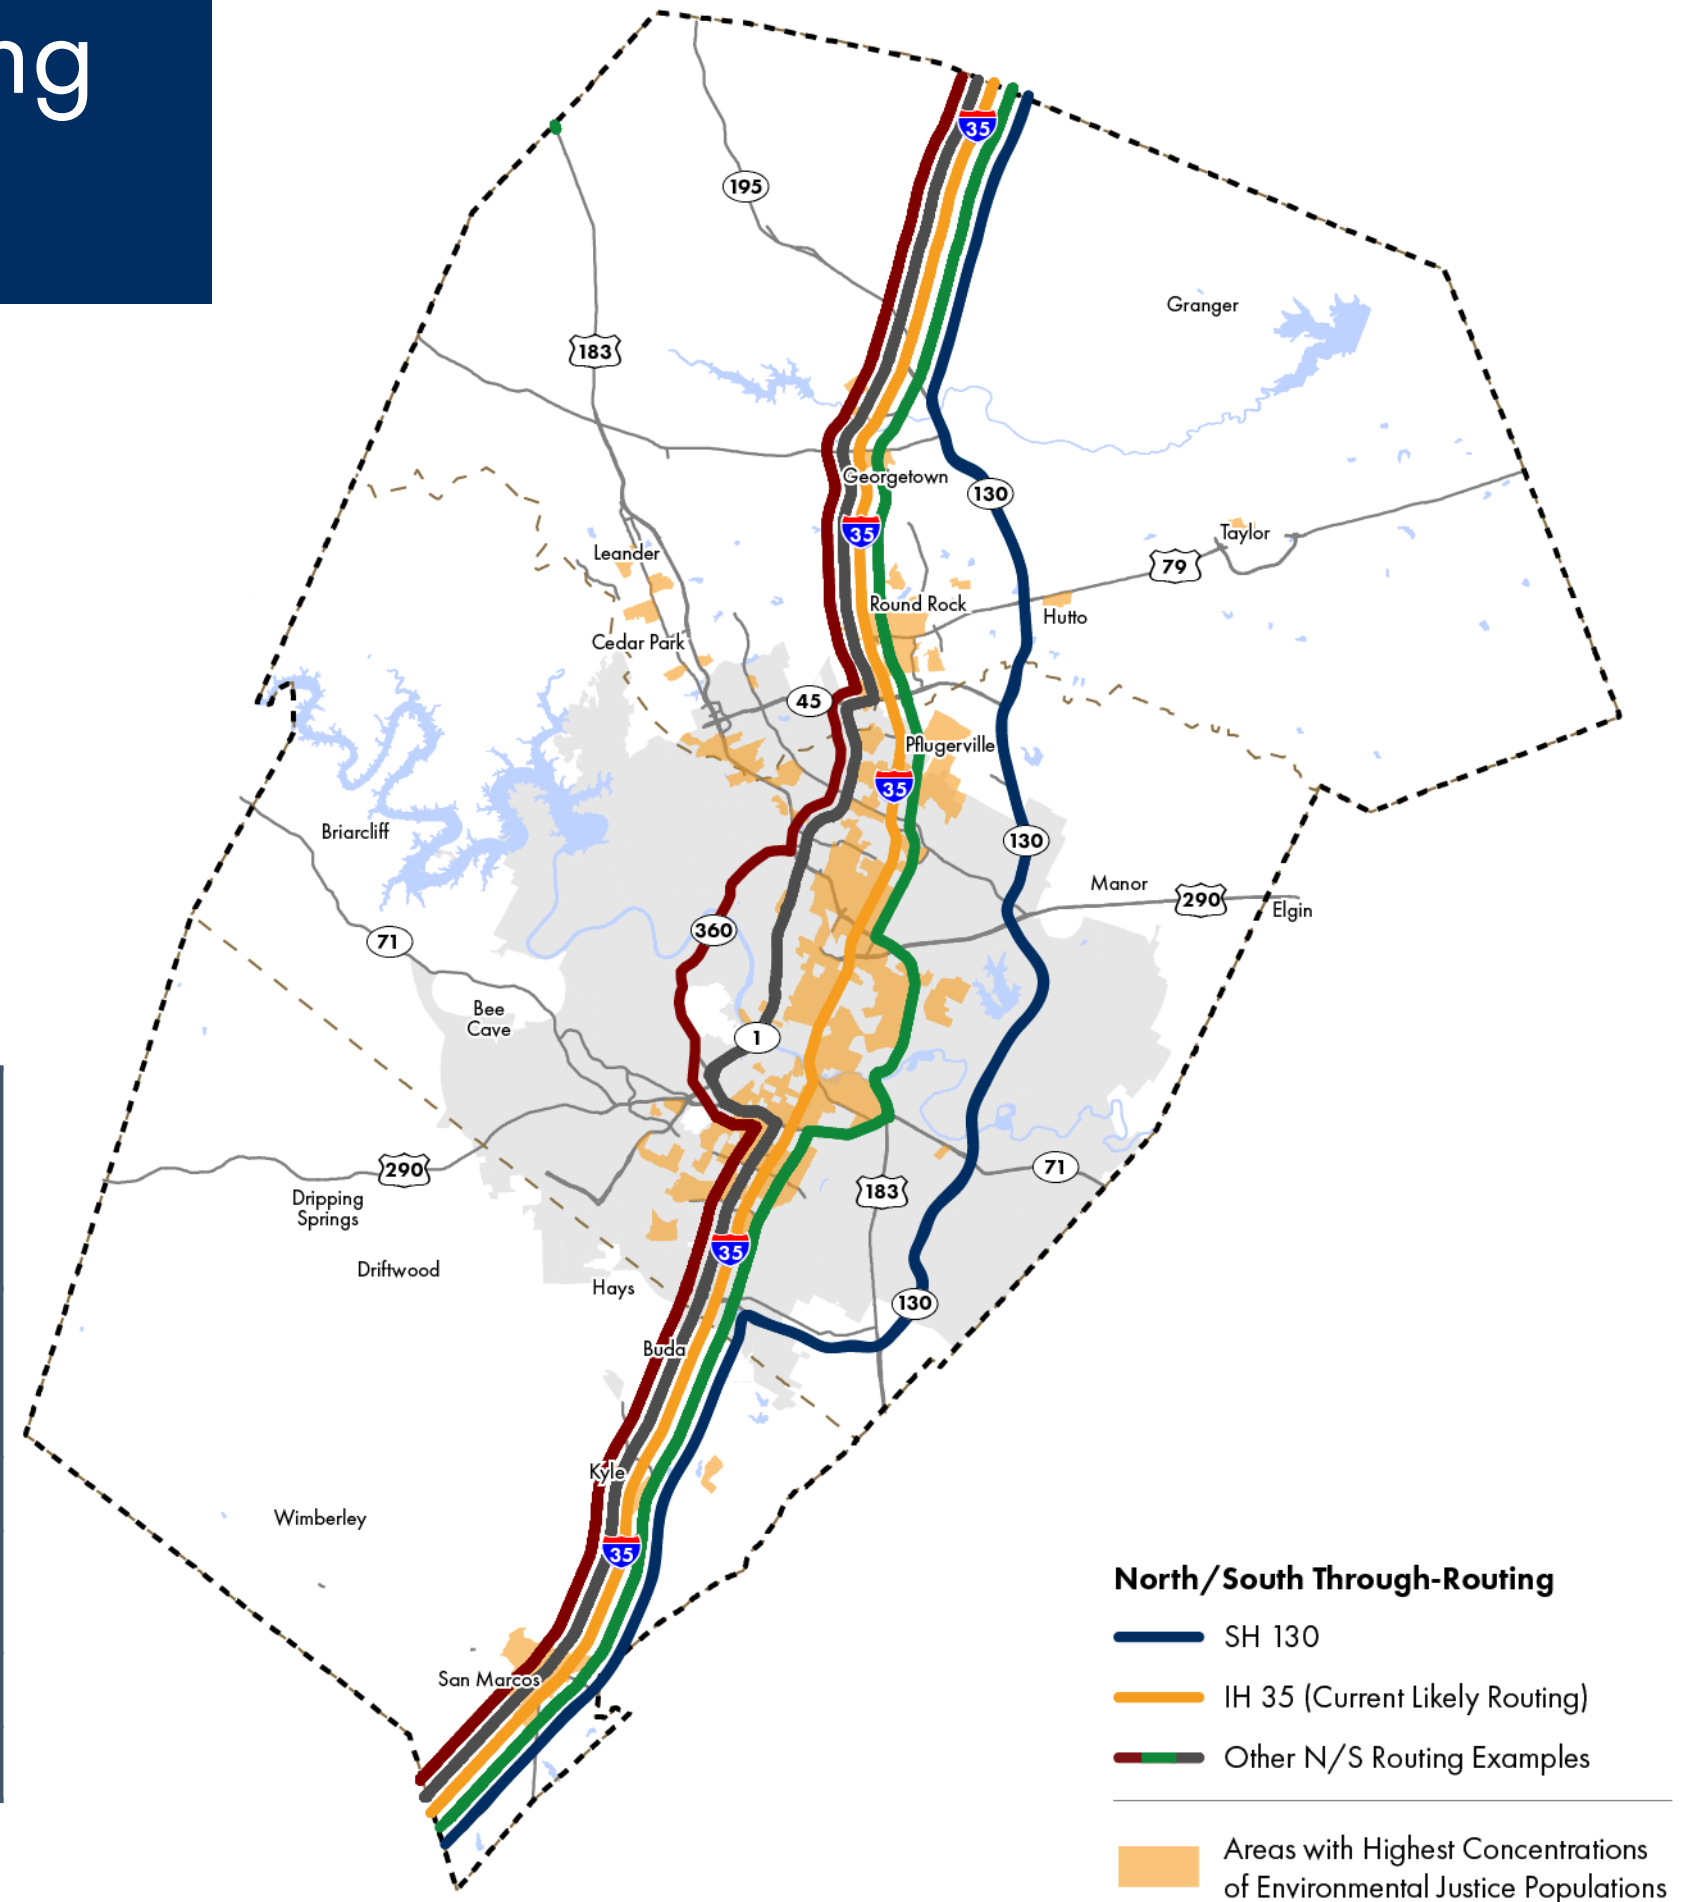 ng
35
195
Granger
183
Georgetown
130
35
Taylor
Leander
79
Round Rock
Hutto
Cedar Park
45
Pflugerville
35
Briarcliff
130
Manor
290
Elgin
360
71
Bee
Cave
1
71
290
183
Dripping
Springs
35
Driftwood
Hays
130
Buda
Kyle
Wimberley
35
North/South Through-Routing
SH 130
San Marcos
IH 35 (Current Likely Routing)
Other N/S Routing Examples
Areas with Highest Concentrations
of Environmental Justice Populations